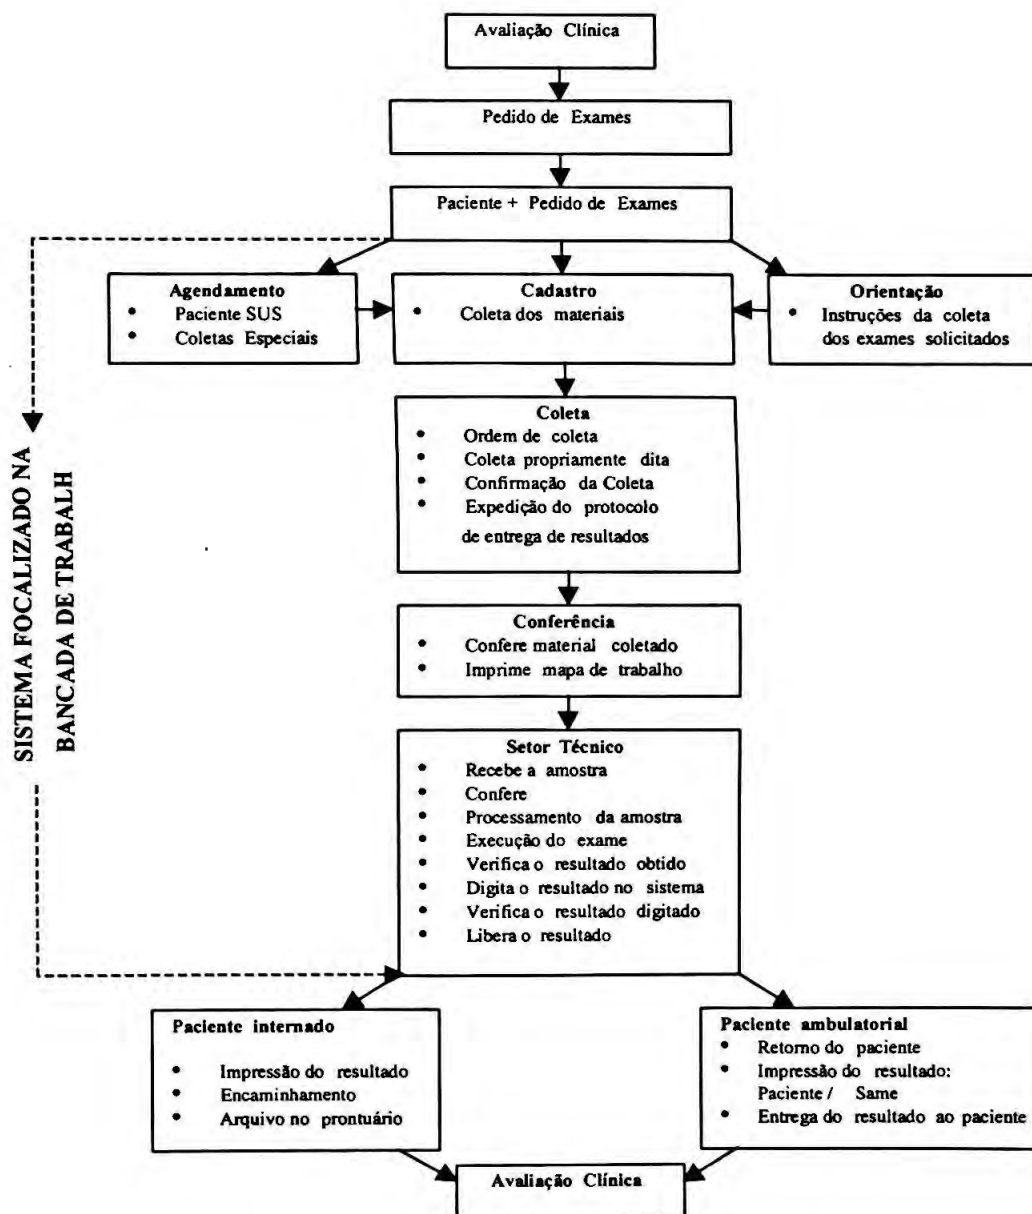 Avaliação Clínica
Pedido de Exames
Paciente + Pedido de Exames
Agendamento
• Paciente SUS
• Coletas Especiais
Cadastro
• Coleta dos materiais
Orientação
• Instruções da coleta
dos exames solicitados
Coleta
• Ordem de coleta
• Coleta propriamente dita
• Confirmação da Coleta
• Expedição do protocolo
de entrega de resultados
SISTEMA FOCALIZADO NA
BANCADA DE TRABALH
Conferência
• Confere material coletado
• Imprime mapa de trabalho
Setor Técnico
• Recebe a amostra
• Confere
• Processamento da amostra
• Execução do exame
• Verifica o resultado obtido
• Digita o resultado no sistema
• Verifica o resultado digitado
• Libera o resultado
Paciente internado
• Impressão do resultado
• Encaminhamento
• Arquivo no prontuário
Paciente ambulatorial
• Retorno do paciente
• Impressão do resultado:
Paciente / Same
• Entrega do resultado ao paciente
Avaliação Clínica